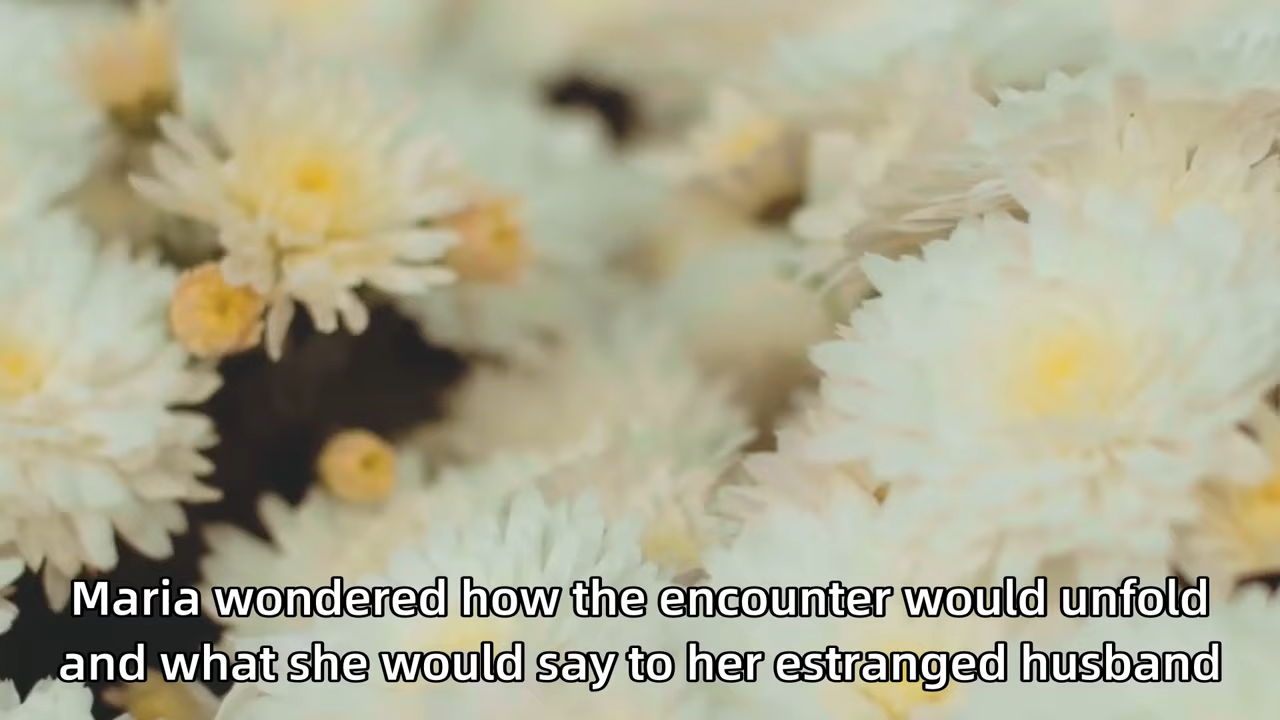 Maria wondered how the encounter would unfold
and what she would say to her estranged husband